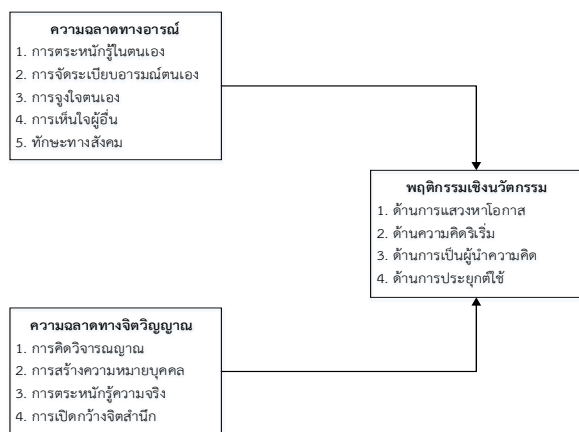 ความฉลาดทางอารณ์
1. การตระหนักรู้ในตนเอง
2. การจัดระเบียบอารมณ์ตนเอง
3. การจูงใจตนเอง
4. การเห็นใจผู้อื่น
5. ทักษะทางสังคม
พฤติกรรมเชิงนวัตกรรม
1. ด้านการแสวงหาโอกาส
2. ด้านความคิดริเริ่ม
3. ด้านการเป็นผู้นำความคิด
4. ด้านการประยุกต์ใช้
ความฉลาดทางจิตวิญญาณ
1. การคิดวิจารณญาณ
2. การสร้างความหมายบุคคล
3. การตระหนักรู้ความจริง
4. การเปิดกว้างจิตสำนึก